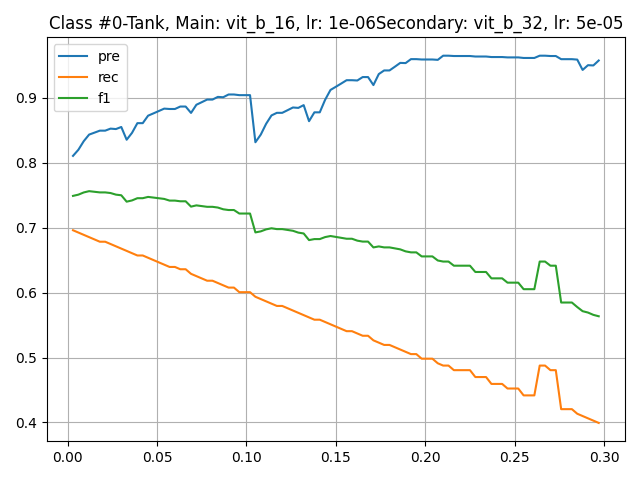 Class #0-Tank, Main: vit_b_16, lr: 1e-06Secondary: vit_b_32, lr: 5e-05
pre
rec
f1
0.9
0.8
0.7
0.6
0.5
0.4
0.00 0.05 0.10 0.15 0.20 0.25 0.30